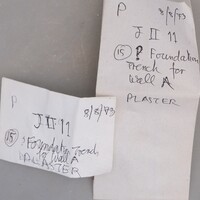 P 8/8/93
J II 11
(15) ? Foundation
Trench for
Wall A
PLASTER
P
J II 11 8/8/93
(15) ? Foundation Trench
Wall A
PLASTER